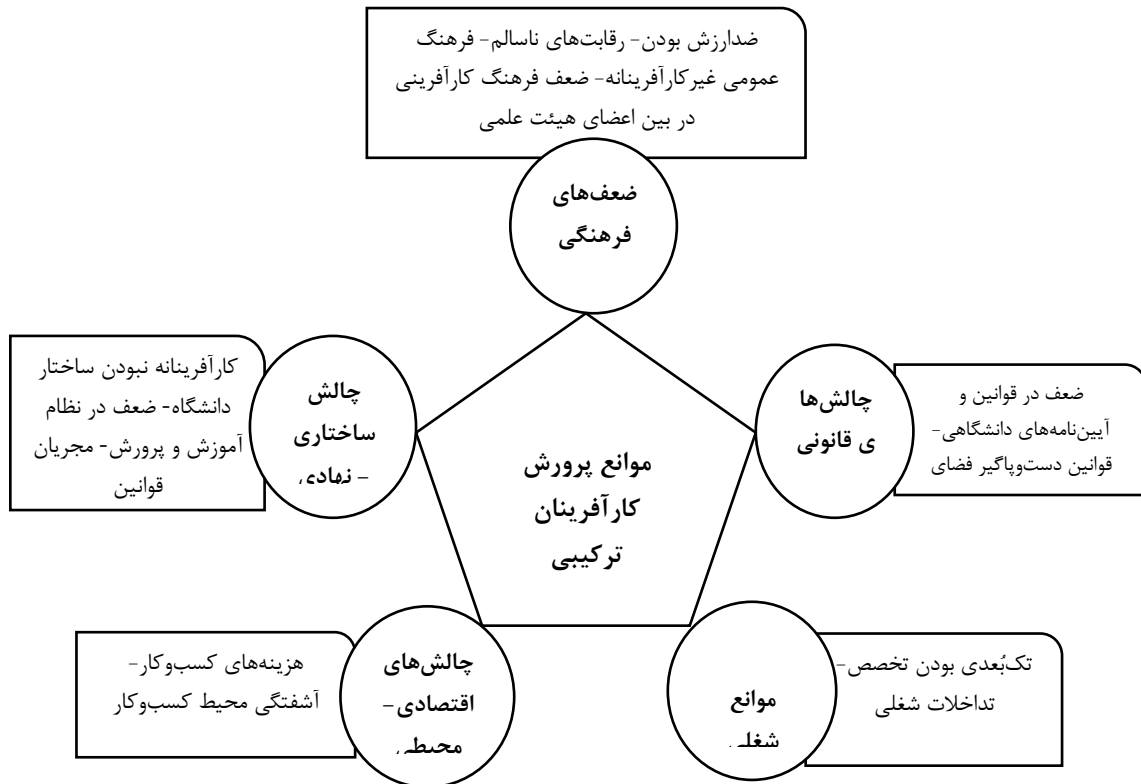 ضدارزش بودن- رقابت‌های ناسالم- فرهنگ
عمومی غیرکارآفرینانه- ضعف فرهنگ کارآفرینی
در بین اعضای هیئت علمی
ضعف‌های
فرهنگی
چالش‌ها
ی قانونی
ضعف در قوانین و
آیین‌نامه‌های دانشگاهی-
قوانین دست‌وپاگیر فضای
چالش
ساختاری
- نهادی
کارآفرینانه نبودن ساختار
دانشگاه- ضعف در نظام
آموزش و پرورش- مجریان
قوانین
موانع پرورش
کارآفرینان
ترکیبی
موانع
شغلی
تک‌بُعدی بودن تخصص-
تداخلات شغلی
چالش‌های
اقتصادی-
محیطی
هزینه‌های کسب‌وکار-
آشفتگی محیط کسب‌وکار